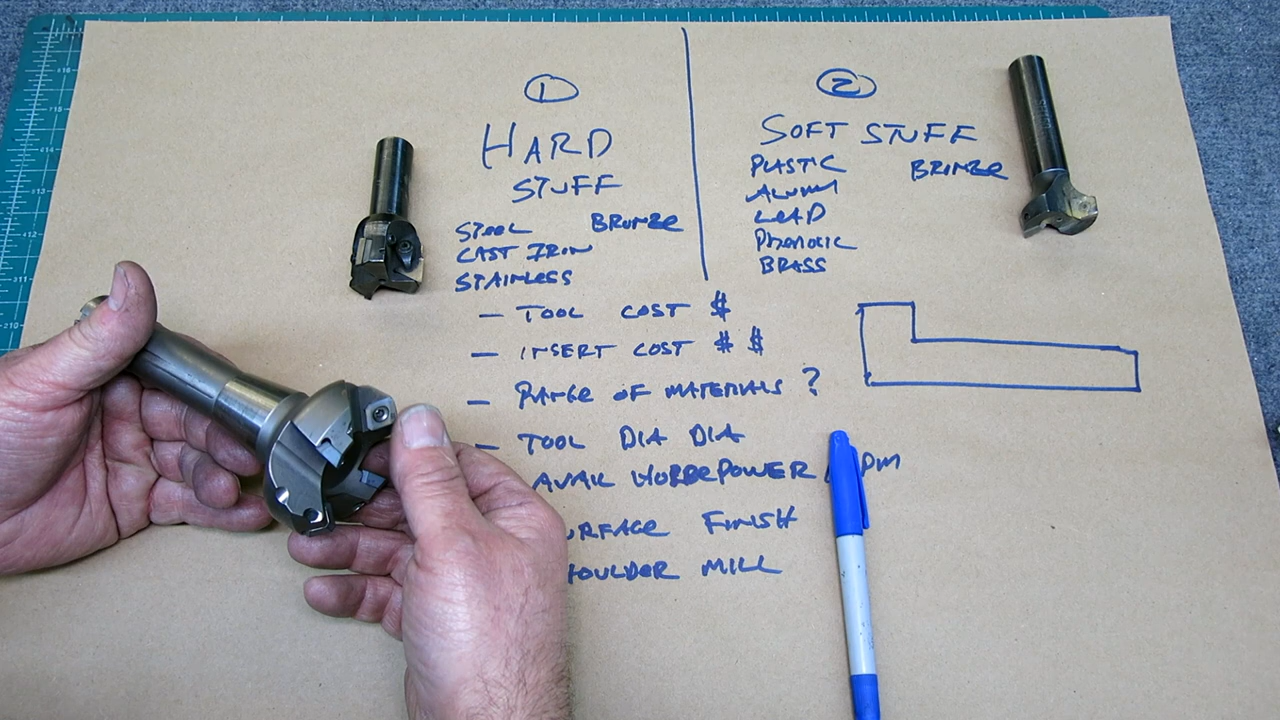 1
HARD
STUFF
STEEL BRONZE
CAST IRON
STAINLESS
2
SOFT STUFF
PLASTIC BRONZE
ALUMN
LEAD
PHENOLIC
BRASS
- TOOL COST $
- INSERT COST $ $
- RANGE OF MATERIALS ?
- TOOL DIA DIA
AVAIL HORSEPOWER
URFACE FINISH
HOULDER MILL